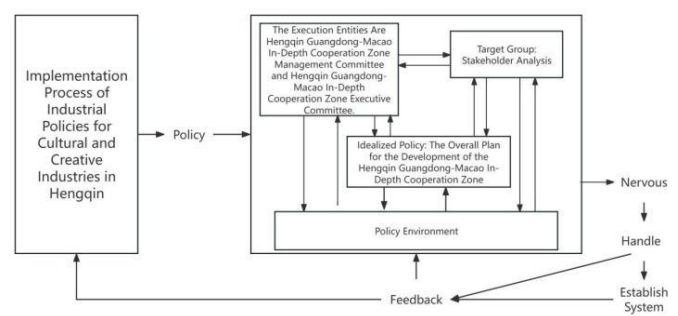 Implementation
Process of
Industrial
Policies for
Cultural and
Creative
Industries in
Hengqin
Policy
The Execution Entities Are
Hengqin Guangdong-Macao
In-Depth Cooperation Zone
Management Committee
and Hengqin Guangdong-
Macao In-Depth
Cooperation Zone Executive
Committee.
Target Group:
Stakeholder Analysis
Idealized Policy: The Overall Plan
for the Development of the
Hengqin Guangdong-Macao In-
Depth Cooperation Zone
Policy Environment
Nervous
Handle
Establish
System
Feedback